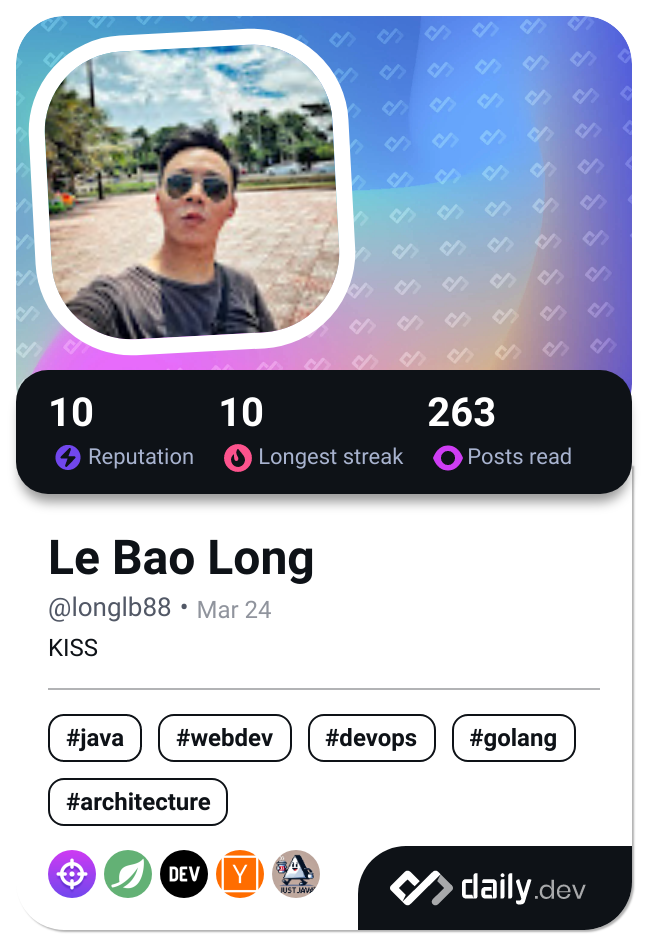 10 10 263
Reputation Longest streak Posts read
Le Bao Long
@longlb88 • Mar 24
KISS
#java #webdev #devops #golang
#architecture
DEV Y JUST JAVA
daily.dev